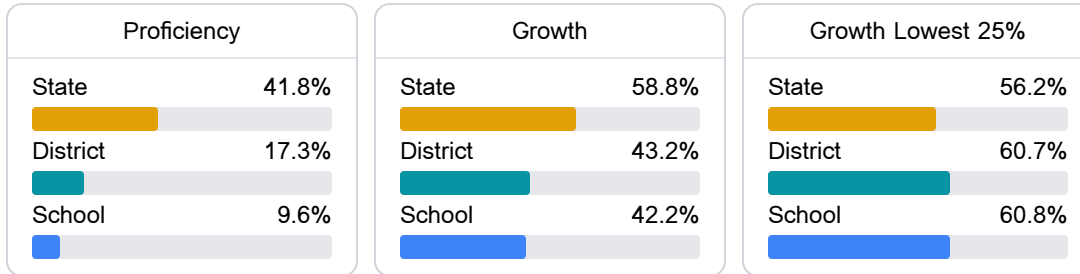 Proficiency
State 41.8%
District 17.3%
School 9.6%
Growth
State 58.8%
District 43.2%
School 42.2%
Growth Lowest 25%
State 56.2%
District 60.7%
School 60.8%